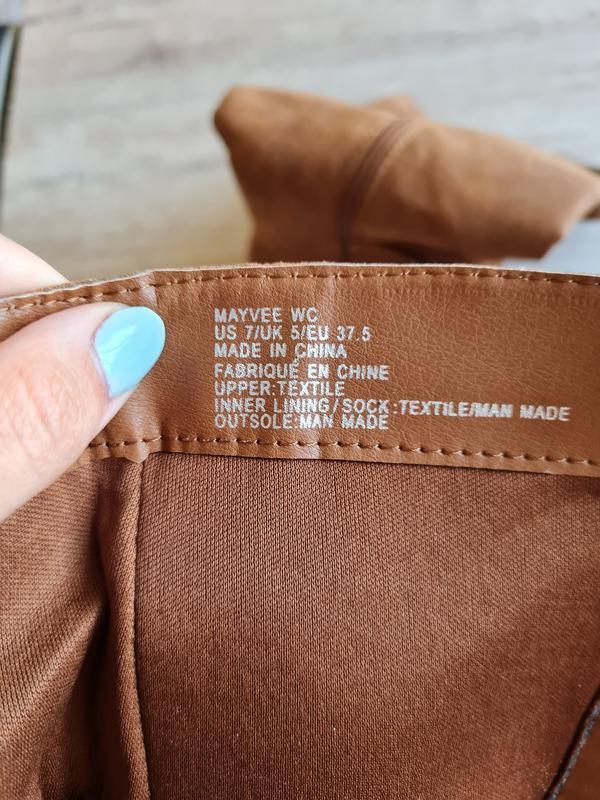 MAYVEE WC
US 7/UK 5/EU 37.5
MADE IN CHINA
FABRIQUÉ EN CHINE
UPPER:TEXTILE
INNER LINING/SOCK:TEXTILE/MAN MADE
OUTSOLE:MAN MADE